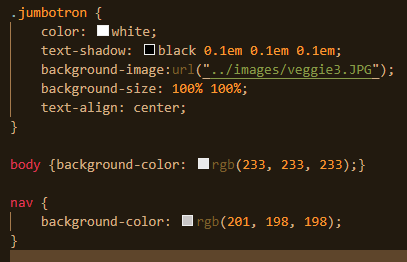 .jumbotron {
color: white;
text-shadow: black 0.1em 0.1em 0.1em;
background-image:url("../images/veggie3.JPG");
background-size: 100% 100%;
text-align: center;
}
body {background-color: rgb(233, 233, 233);}
nav {
background-color: rgb(201, 198, 198);
}